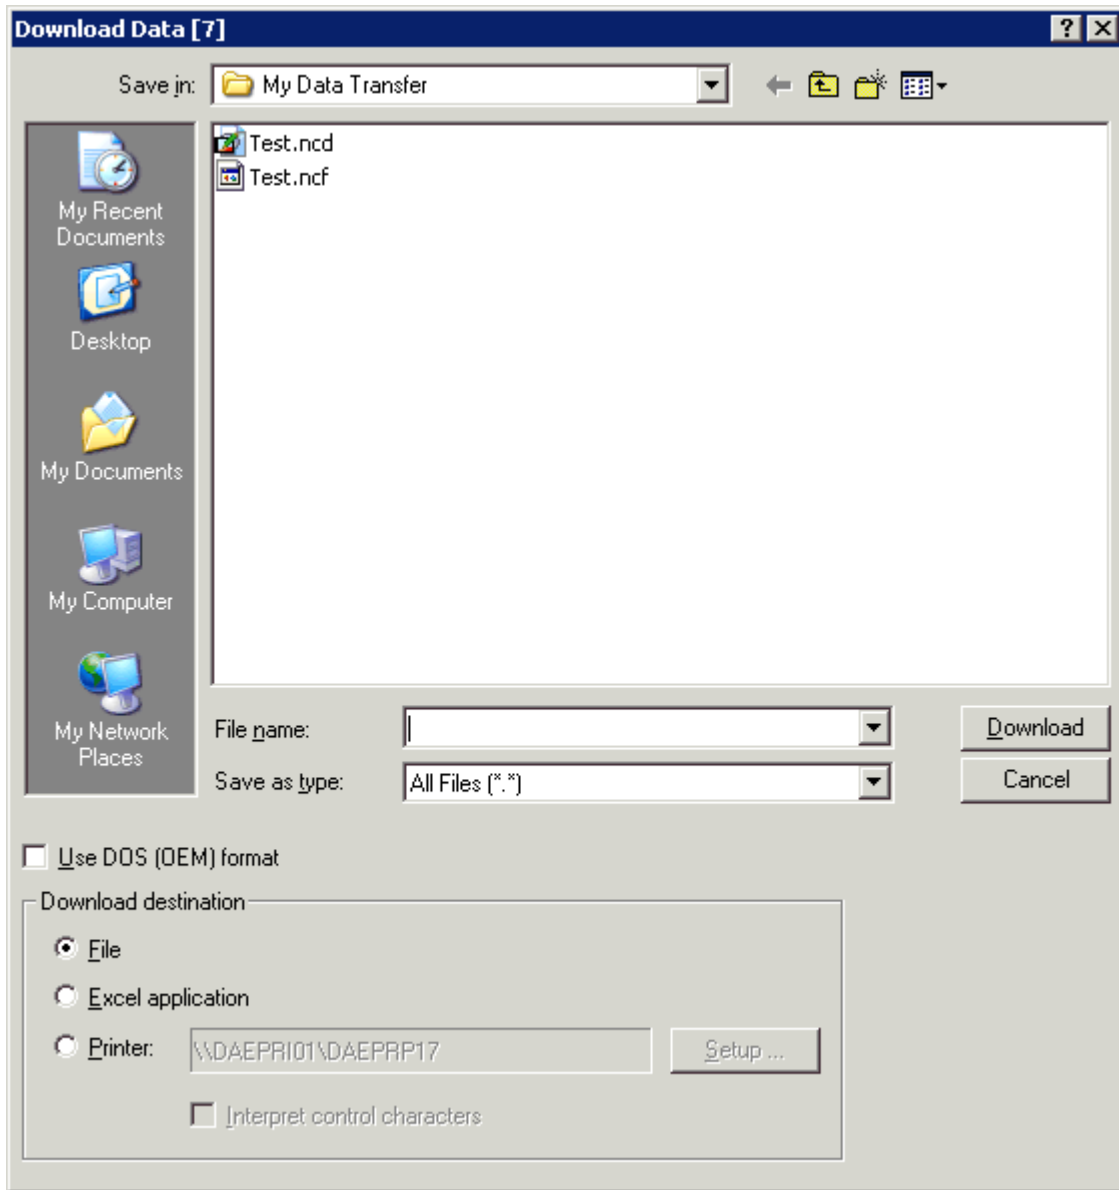 Download Data [7]
Save in:
My Data Transfer
Test.ncd
Test.ncf
My Recent
Documents
Desktop
My Documents
My Computer
My Network
Places
File name:
Download
Save as type:
All Files (*.*)
Cancel
Use DOS (OEM) format
Download destination
File
Excel application
Printer:
\\DAEPRI01\DAEPRP17
Setup ...
Interpret control characters